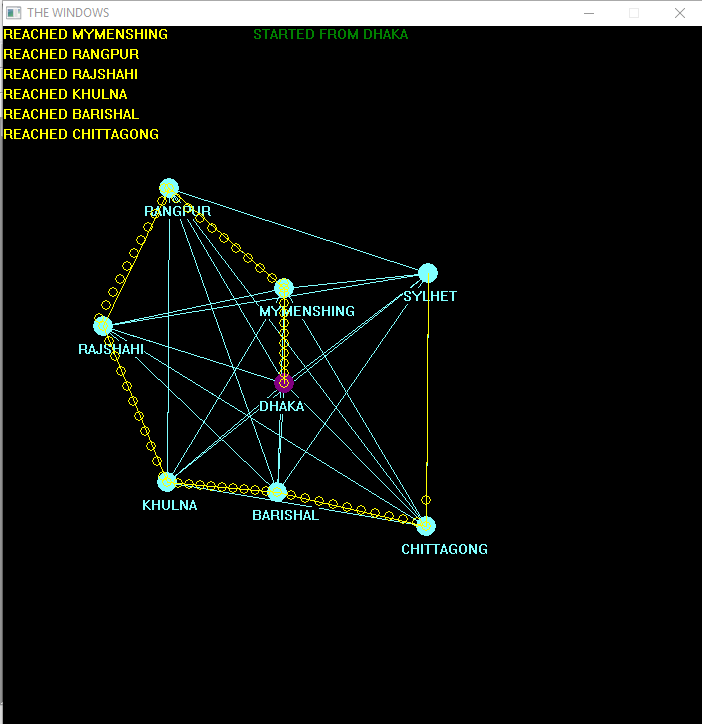 THE WINDOWS
REACHED MYMENSHING
STARTED FROM DHAKA
REACHED RANGPUR
REACHED RAJSHAHI
REACHED KHULNA
REACHED BARISHAL
REACHED CHITTAGONG
RANGPUR
SYLHET
MYMENSHING
RAJSHAHI
DHAKA
KHULNA
BARISHAL
CHITTAGONG